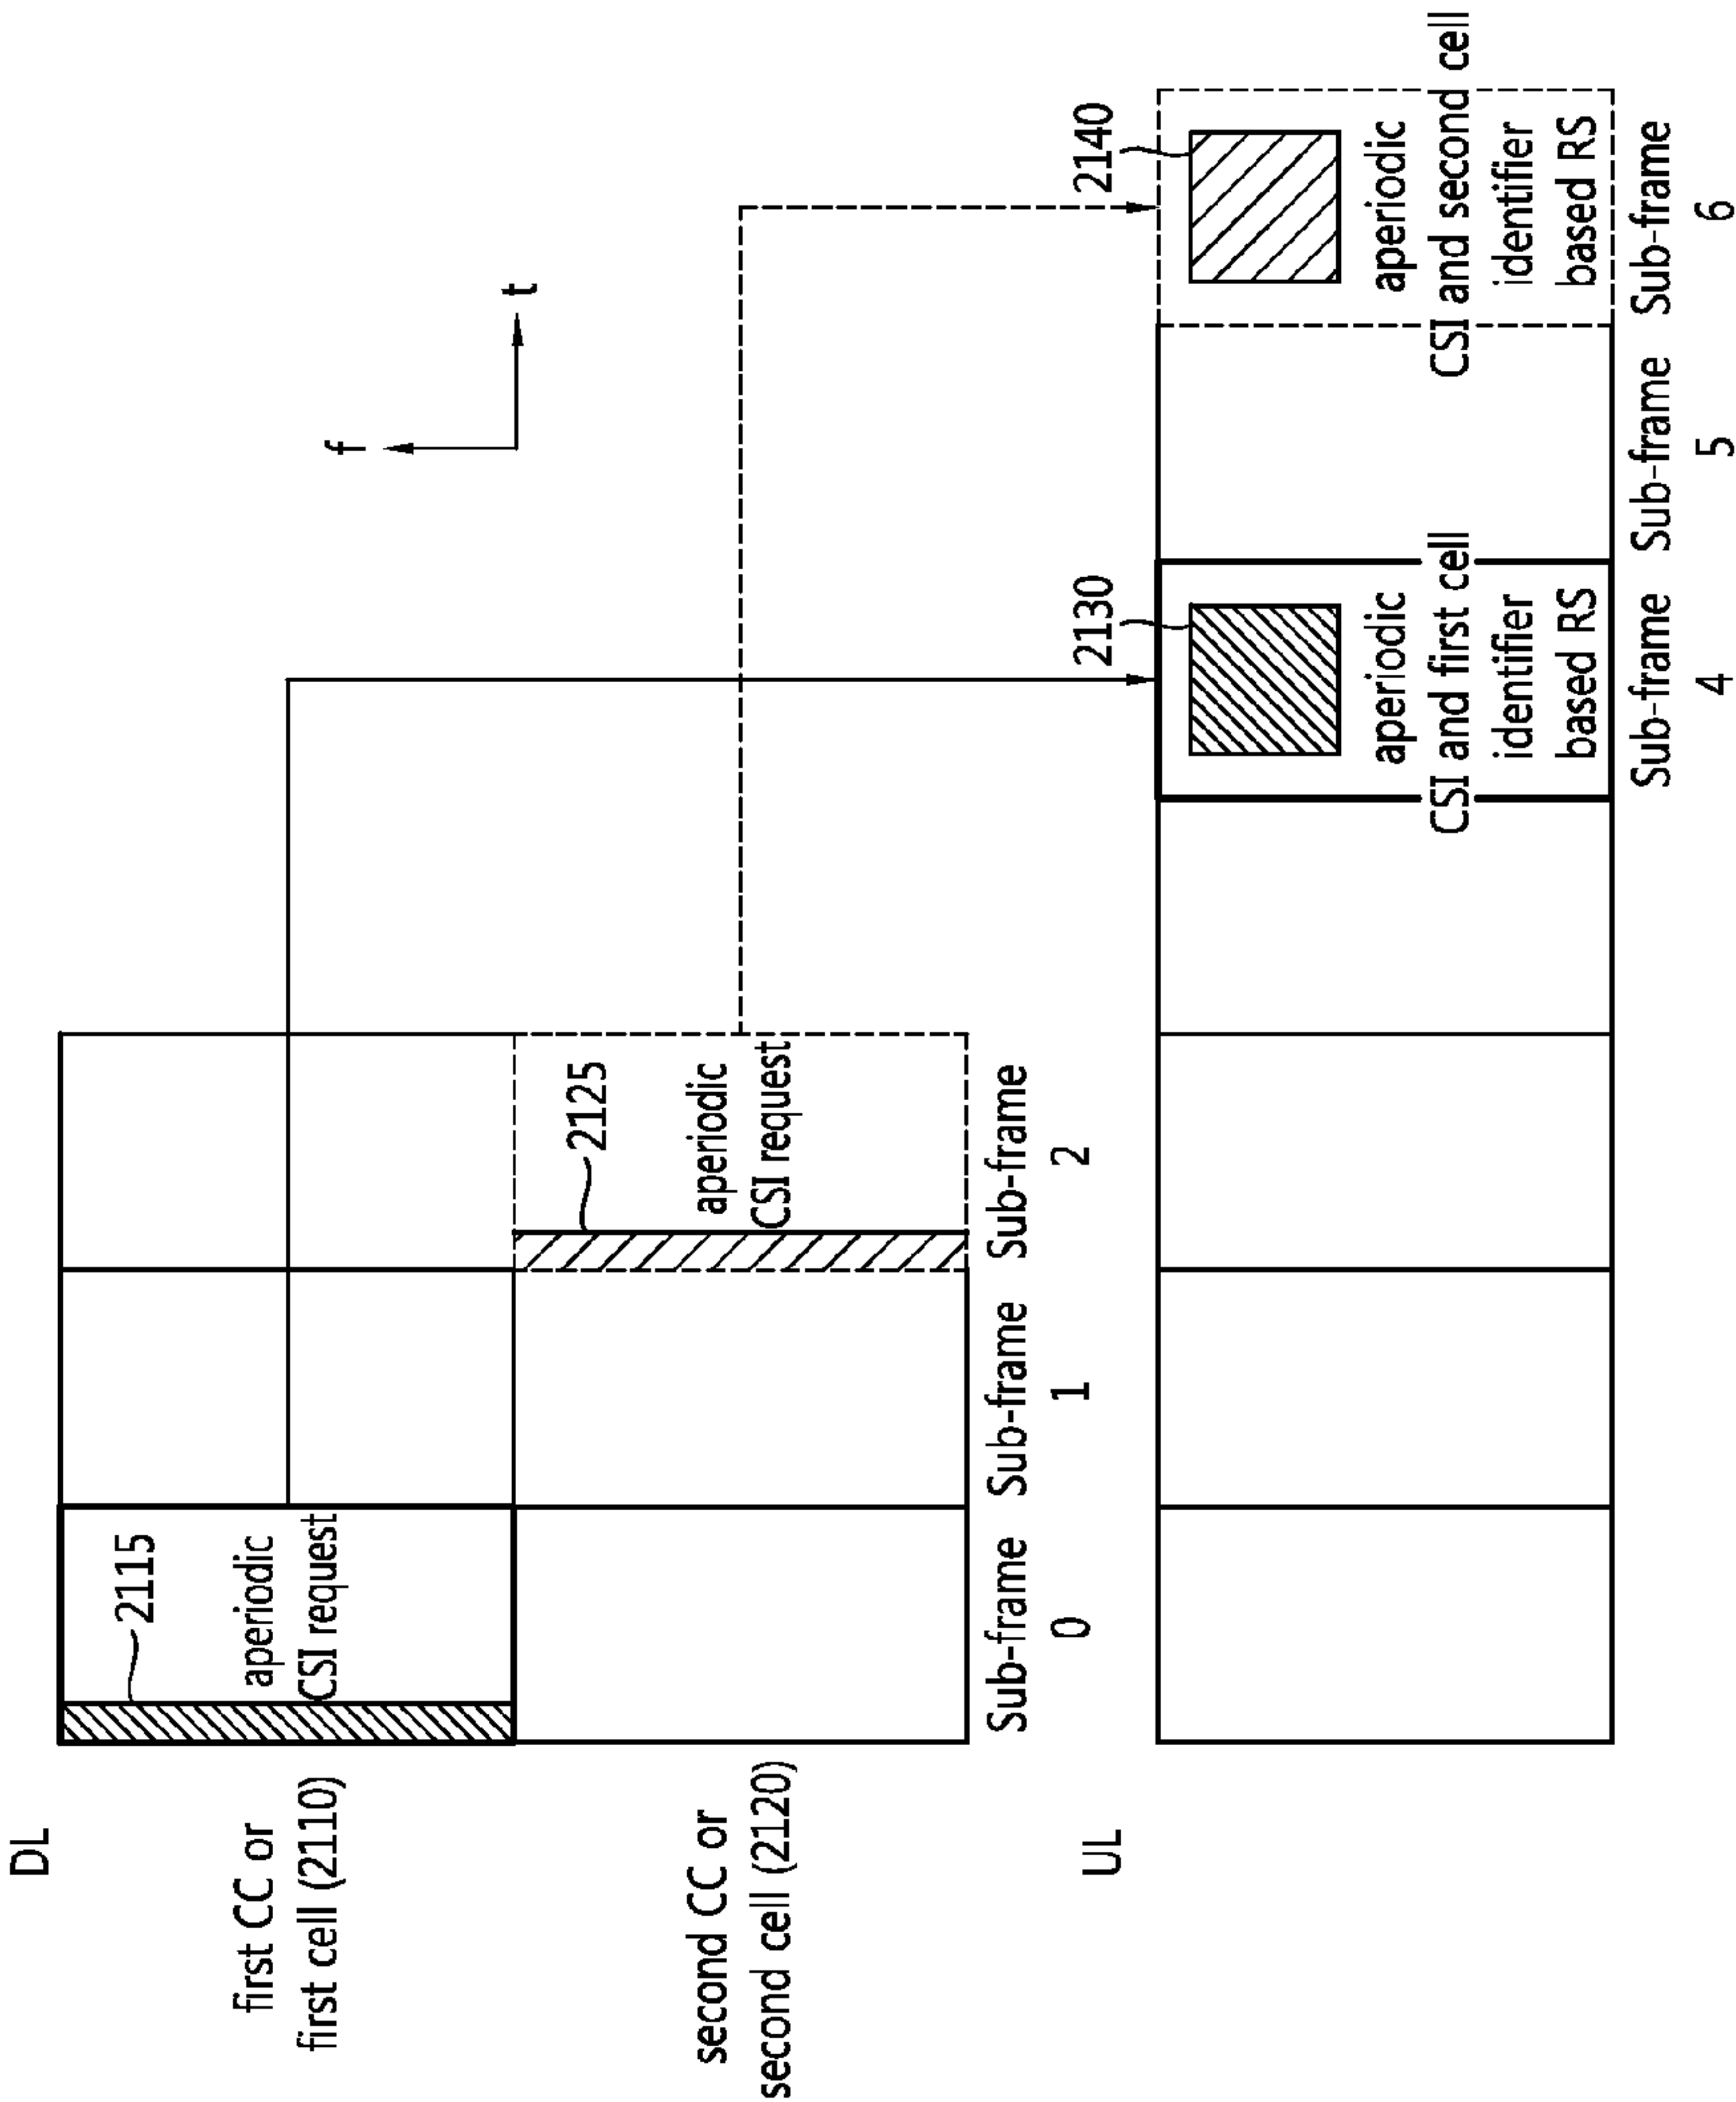 DL
first CC or
first cell (2110)
2115
aperiodic
CSI request
second CC or
second cell (2120)
2125
aperiodic
CSI request
Sub-frame
0
Sub-frame
1
Sub-frame
2
f
t
UL
2130
aperiodic
CSI and first cell
identifier
based RS
2140
aperiodic
CSI and second cell
identifier
based RS
Sub-frame
4
Sub-frame
5
Sub-frame
6